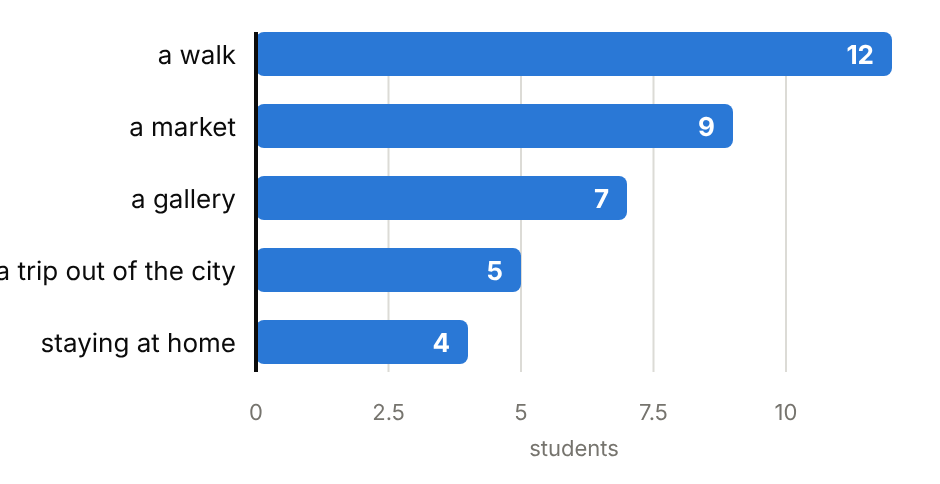 a walk 12
a market 9
a gallery 7
a trip out of the city 5
staying at home 4
0 2.5 5 7.5 10
students